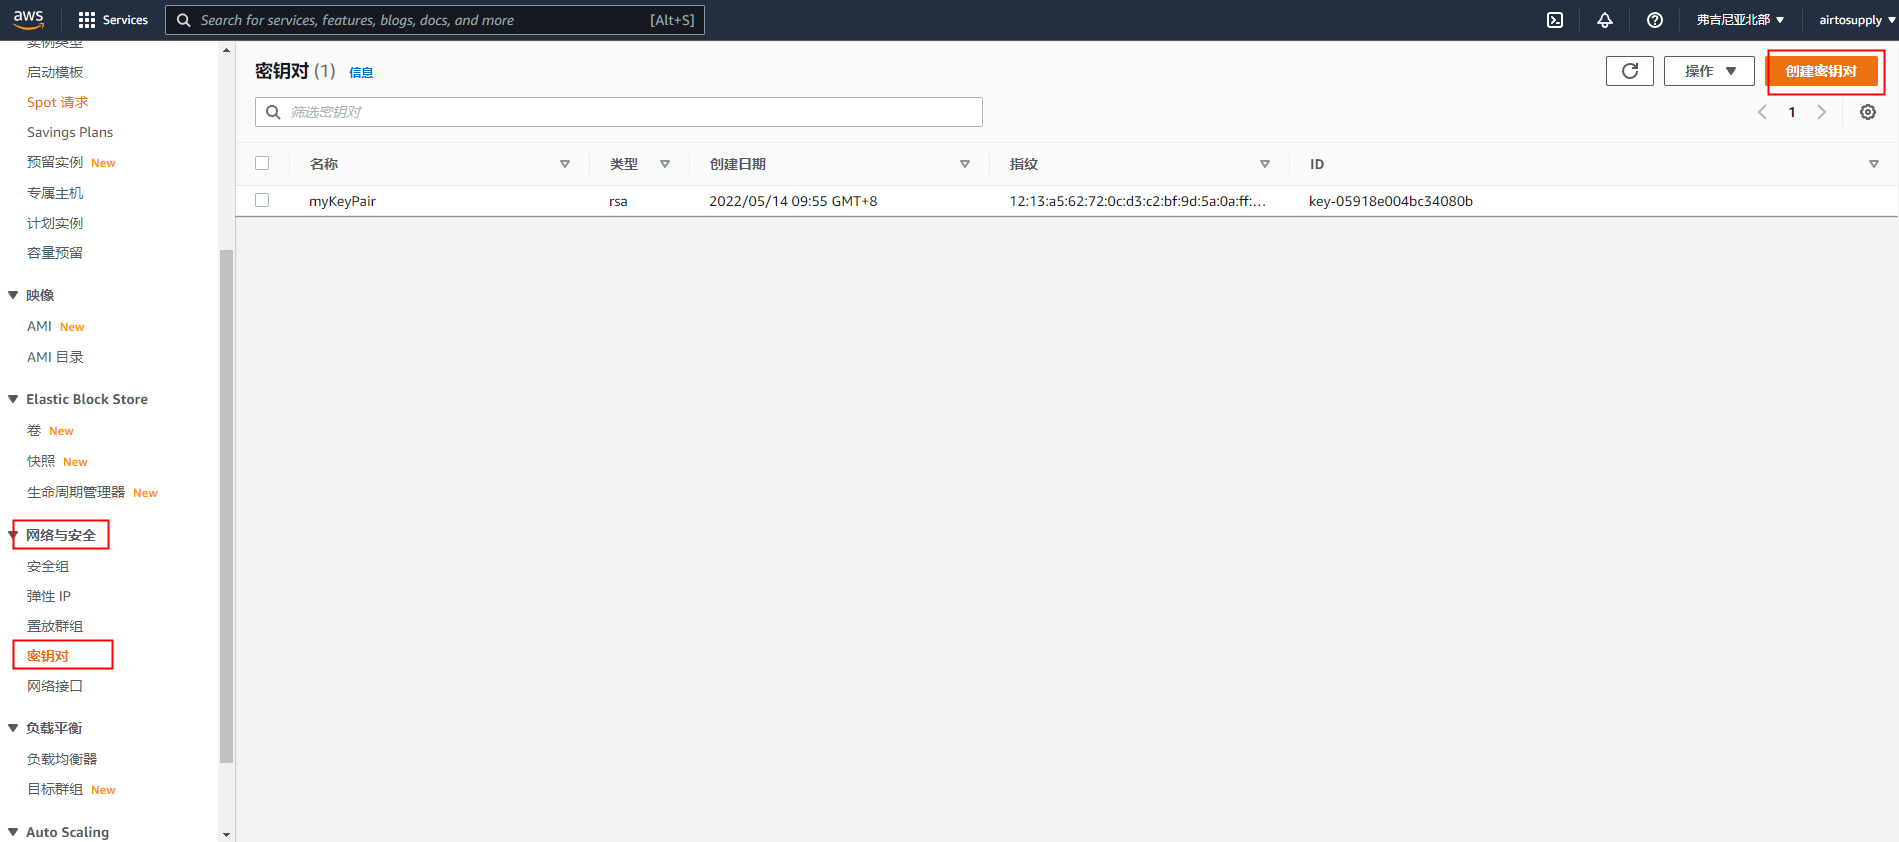 aws
Services
Search for services, features, blogs, docs, and more
[Alt+S]
弗吉尼亚北部
airtosupply
实例类型
启动模板
Spot 请求
Savings Plans
预留实例 New
专属主机
计划实例
容量预留
映像
AMI New
AMI 目录
Elastic Block Store
卷 New
快照 New
生命周期管理器 New
网络与安全
安全组
弹性 IP
置放群组
密钥对
网络接口
负载平衡
负载均衡器
目标群组 New
Auto Scaling
密钥对 (1) 信息
操作
创建密钥对
筛选密钥对
1
名称 类型 创建日期 指纹 ID
myKeyPair rsa 2022/05/14 09:55 GMT+8 12:13:a5:62:72:0c:d3:c2:bf:9d:5a:0a:ff:... key-05918e004bc34080b